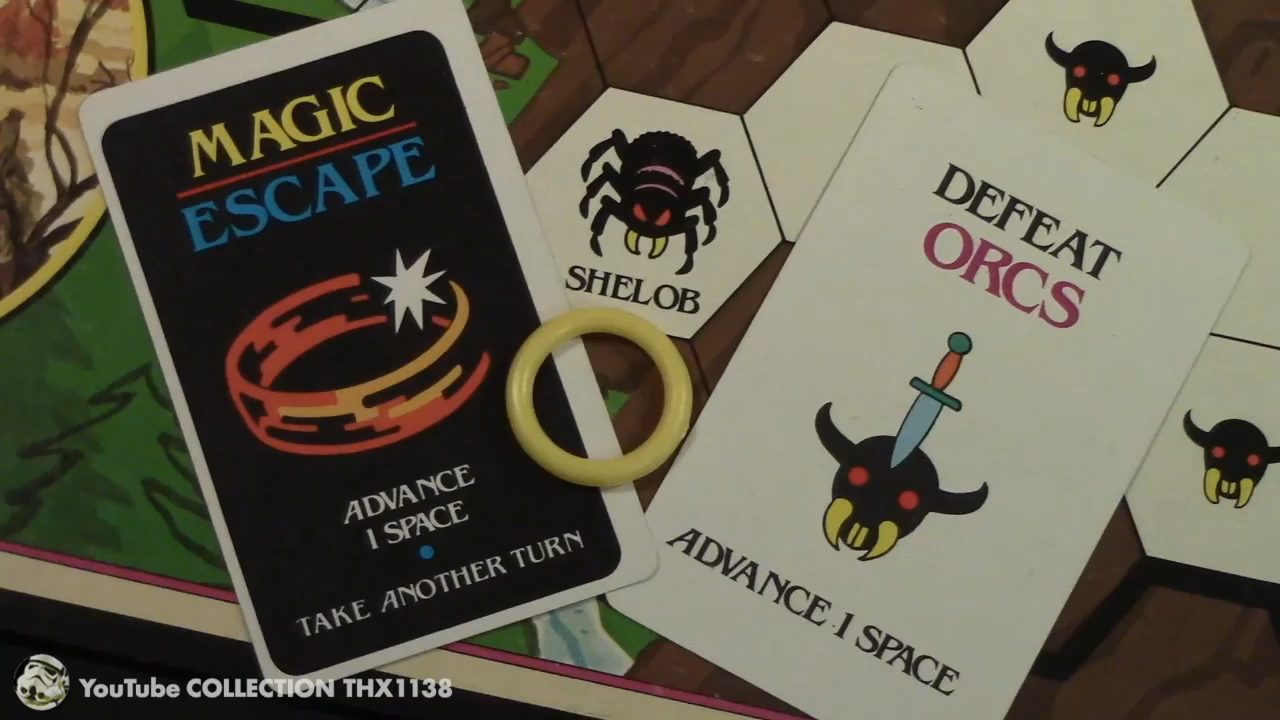 MAGIC
ESCAPE
ADVANCE
1 SPACE
TAKE ANOTHER TURN
SHELOB
DEFEAT
ORCS
ADVANCE 1 SPACE
YouTube COLLECTION THX1138